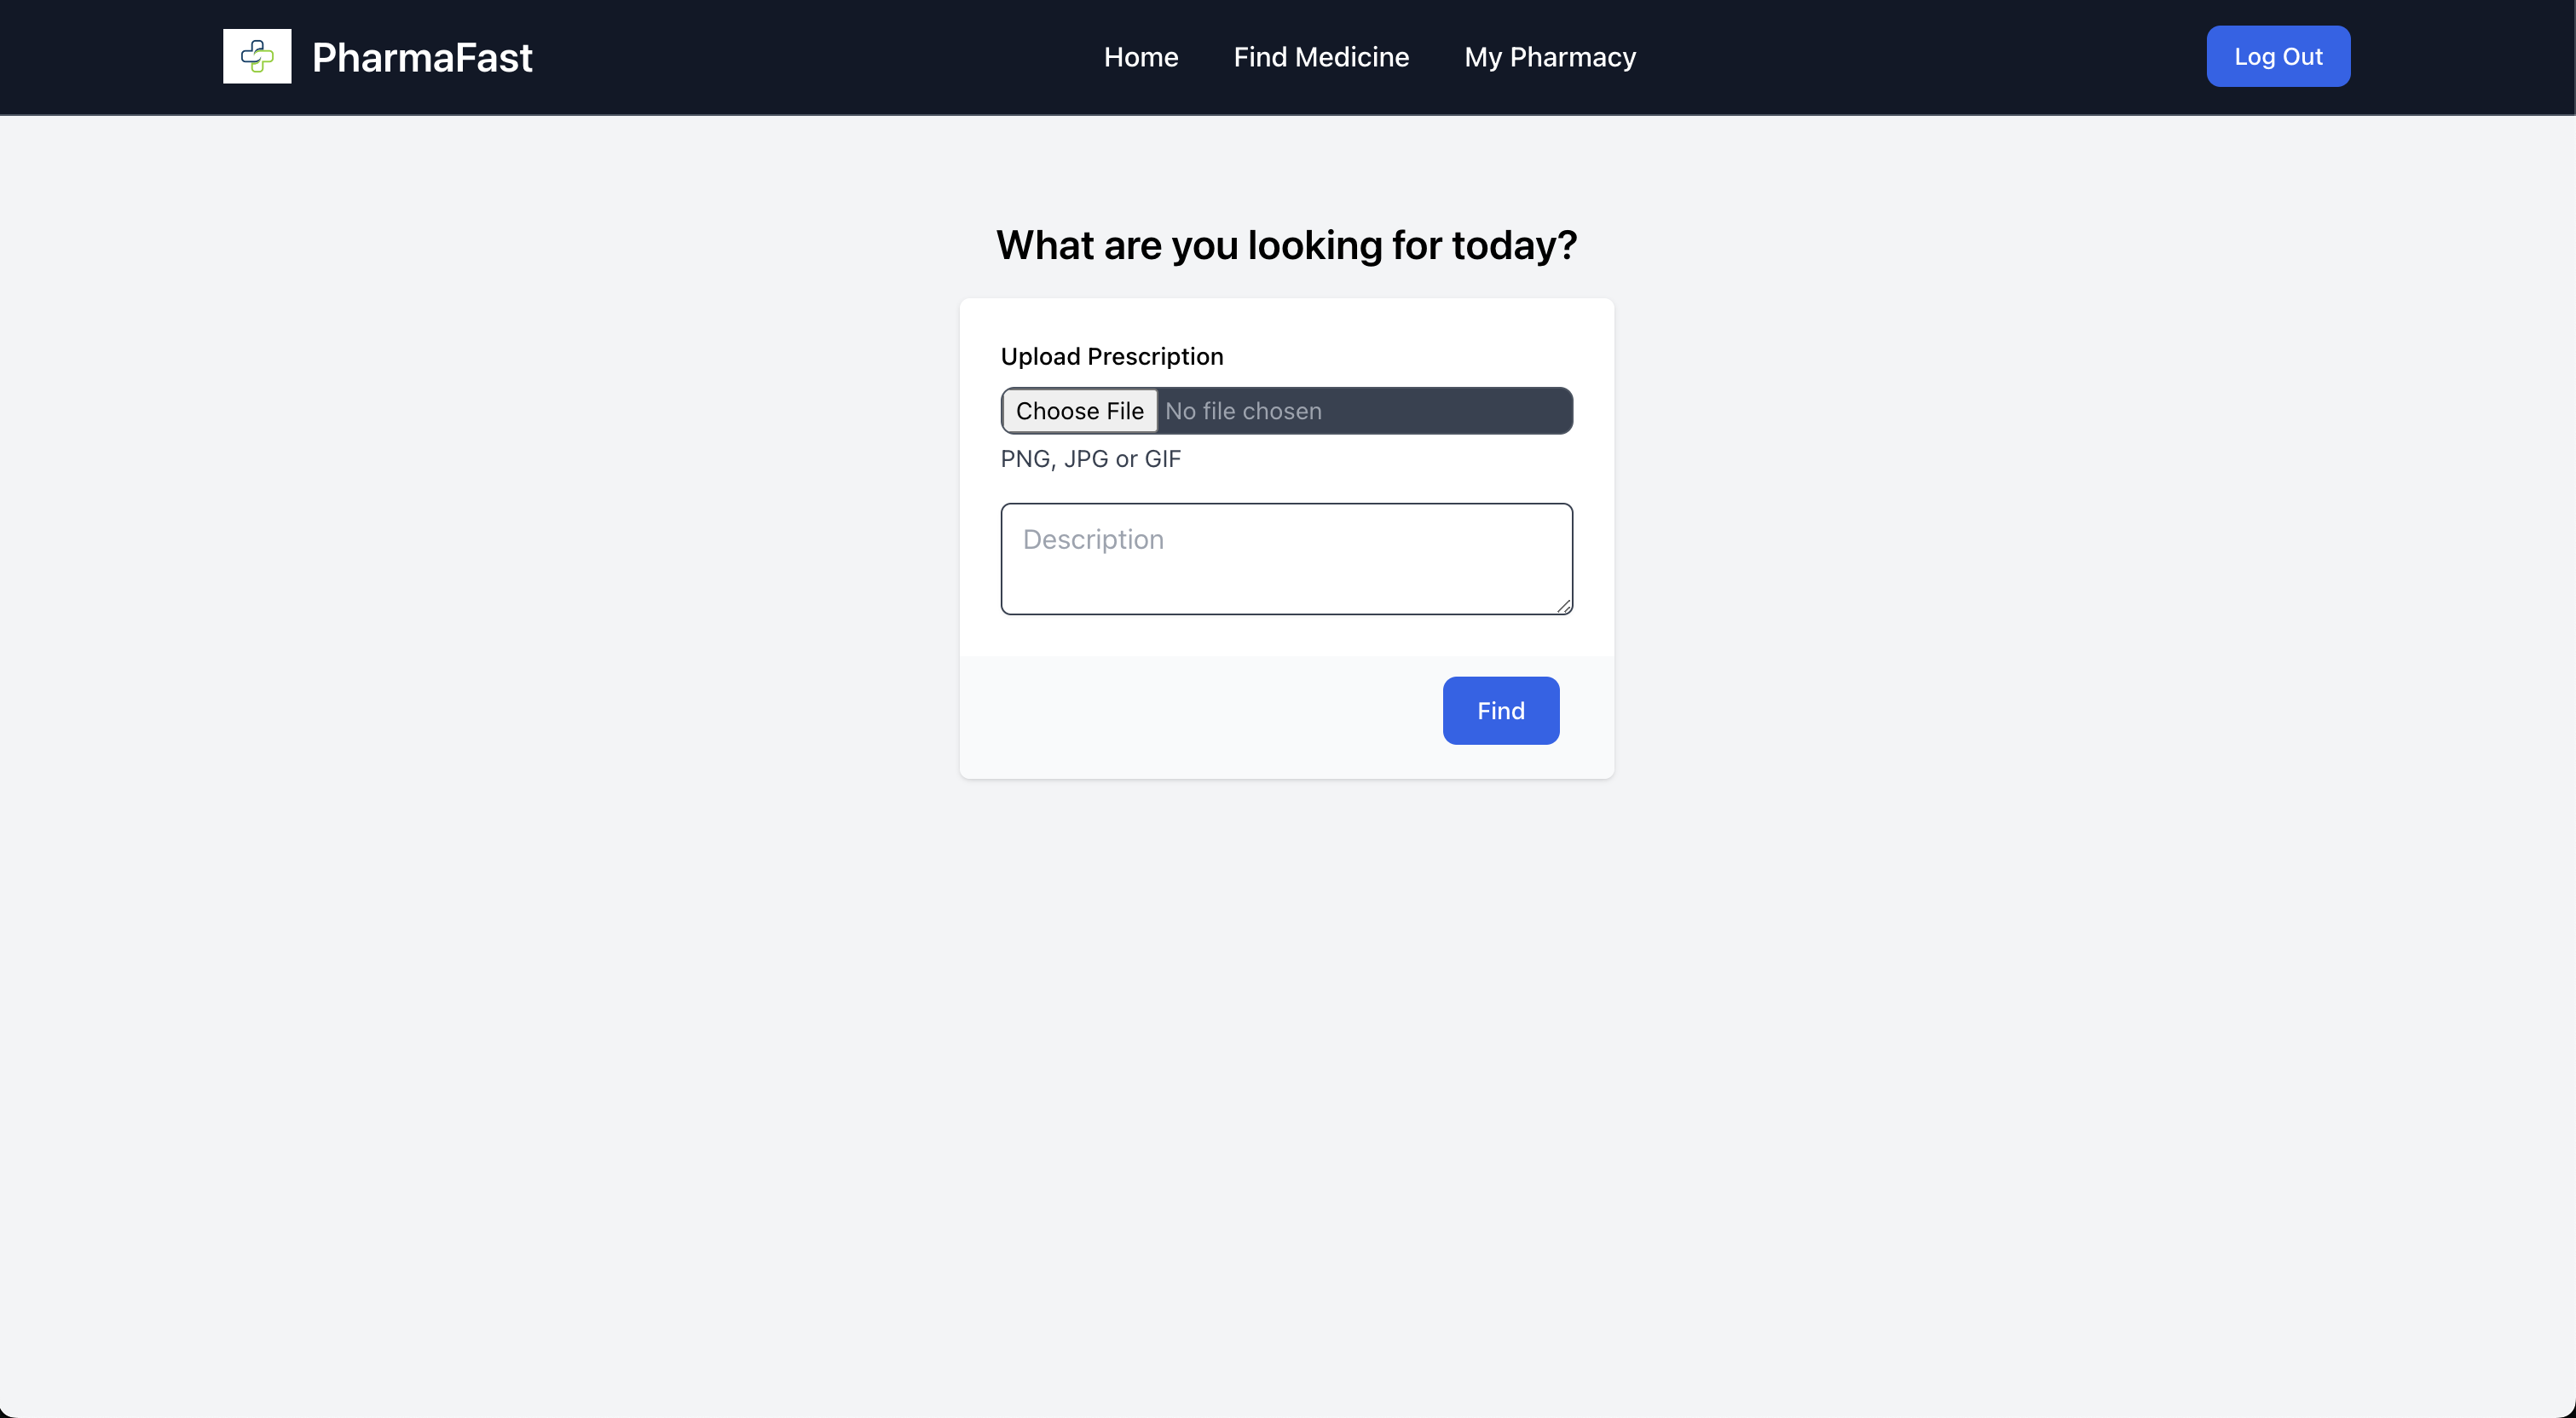 PharmaFast
Home Find Medicine My Pharmacy
Log Out
What are you looking for today?
Upload Prescription
Choose File No file chosen
PNG, JPG or GIF
Description
Find